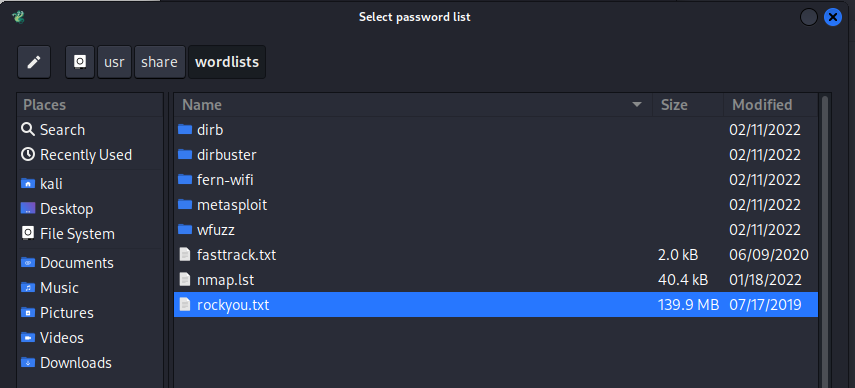 Select password list
usr share wordlists
Places
Search
Recently Used
kali
Desktop
File System
Documents
Music
Pictures
Videos
Downloads
Name Size Modified
dirb 02/11/2022
dirbuster 02/11/2022
fern-wifi 02/11/2022
metasploit 02/11/2022
wfuzz 02/11/2022
fasttrack.txt 2.0 kB 06/09/2020
nmap.lst 40.4 kB 01/18/2022
rockyou.txt 139.9 MB 07/17/2019